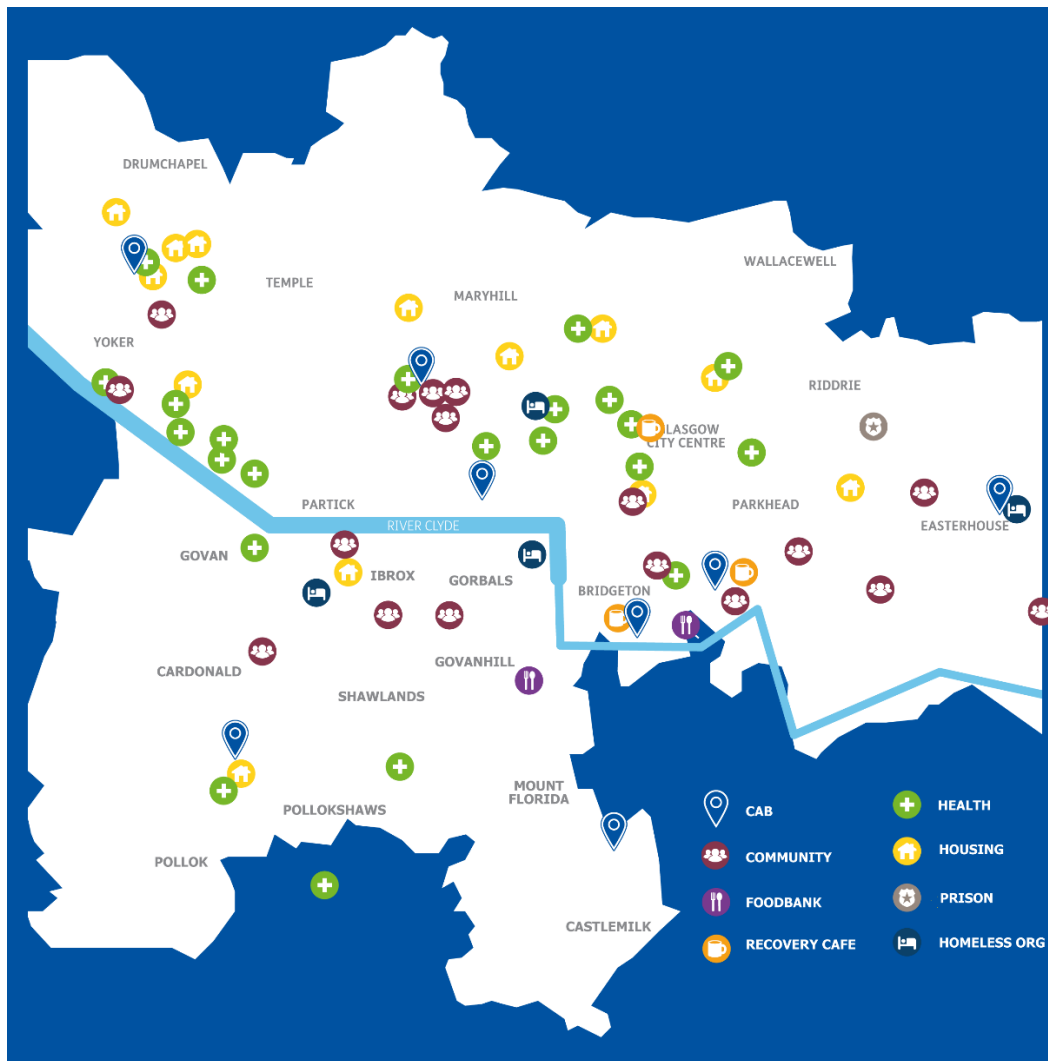 DRUMCHAPEL
WALLACEWELL
TEMPLE
MARYHILL
YOKER
RIDDRIE
GLASGOW
CITY CENTRE
PARTICK
PARKHEAD
RIVER CLYDE
EASTERHOUSE
GOVAN
IBROX
GORBALS
BRIDGETON
CARDONALD
GOVANHILL
SHAWLANDS
MOUNT
FLORIDA
POLLOKSHAWS
POLLOK
CASTLEMILK
CAB
COMMUNITY
FOODBANK
RECOVERY CAFE
HEALTH
HOUSING
PRISON
HOMELESS ORG